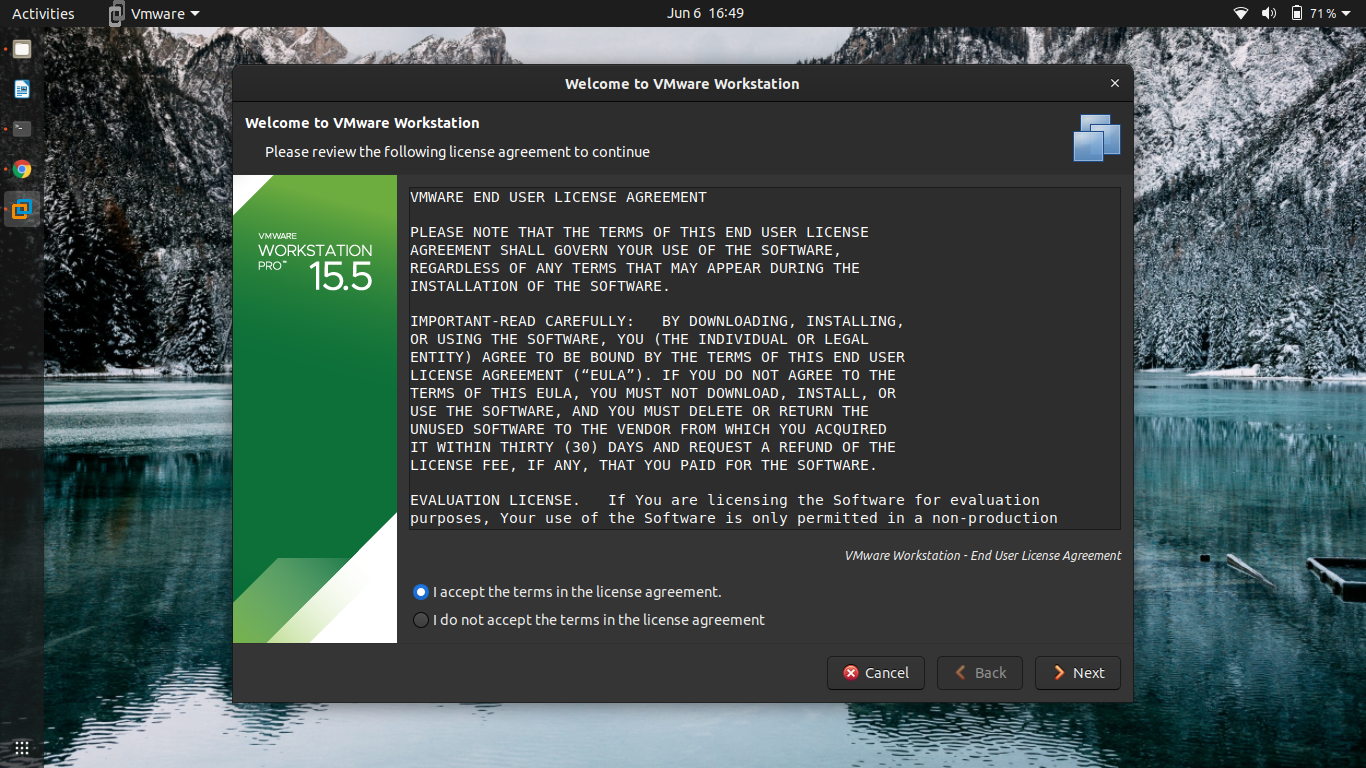 Activities
Vmware
Jun 6 16:49
71 %
Welcome to VMware Workstation
Welcome to VMware Workstation
Please review the following license agreement to continue
VMWARE
WORKSTATION
PRO™
15.5
VMWARE END USER LICENSE AGREEMENT
PLEASE NOTE THAT THE TERMS OF THIS END USER LICENSE
AGREEMENT SHALL GOVERN YOUR USE OF THE SOFTWARE,
REGARDLESS OF ANY TERMS THAT MAY APPEAR DURING THE
INSTALLATION OF THE SOFTWARE.
IMPORTANT-READ CAREFULLY:   BY DOWNLOADING, INSTALLING,
OR USING THE SOFTWARE, YOU (THE INDIVIDUAL OR LEGAL
ENTITY) AGREE TO BE BOUND BY THE TERMS OF THIS END USER
LICENSE AGREEMENT (“EULA”). IF YOU DO NOT AGREE TO THE
TERMS OF THIS EULA, YOU MUST NOT DOWNLOAD, INSTALL, OR
USE THE SOFTWARE, AND YOU MUST DELETE OR RETURN THE
UNUSED SOFTWARE TO THE VENDOR FROM WHICH YOU ACQUIRED
IT WITHIN THIRTY (30) DAYS AND REQUEST A REFUND OF THE
LICENSE FEE, IF ANY, THAT YOU PAID FOR THE SOFTWARE.
EVALUATION LICENSE.   If You are licensing the Software for evaluation
purposes, Your use of the Software is only permitted in a non-production
VMware Workstation - End User License Agreement
I accept the terms in the license agreement.
I do not accept the terms in the license agreement
Cancel
Back
Next